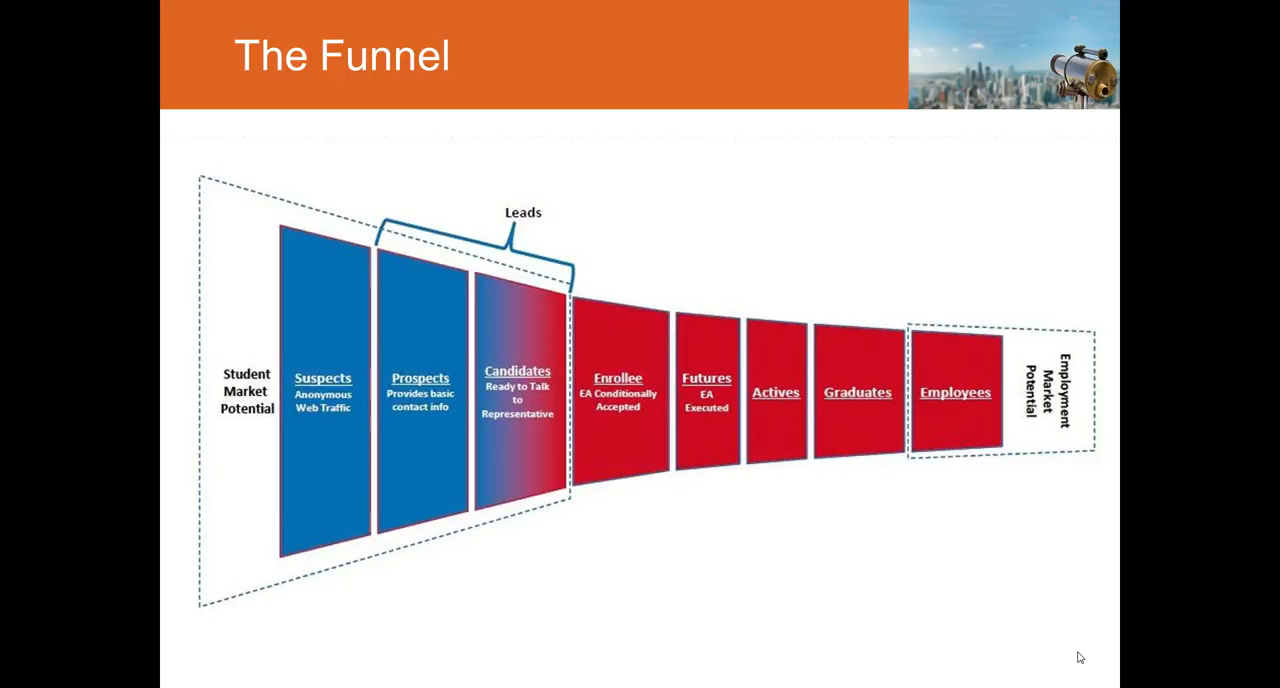 The Funnel
Leads
Student
Market
Potential
Suspects
Anonymous
Web Traffic
Prospects
Provides basic
contact info
Candidates
Ready to Talk
to
Representative
Enrollee
EA Conditionally
Accepted
Futures
EA
Executed
Actives
Graduates
Employees
Employment
Market
Potential